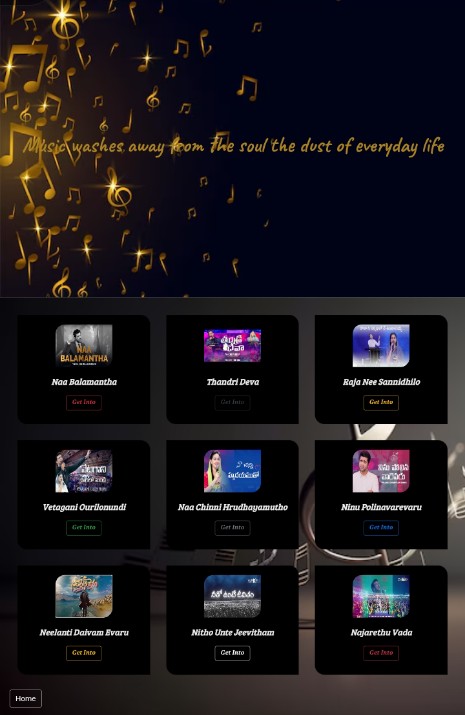 Music washes away from the soul the dust of everyday life
NAA
BALAMANTHA
Naa Balamantha
Get Into
Thandri Deva
Get Into
Raja Nee Sannidhilo
Get Into
Vetagani Ourilonundi
Get Into
నా చిన్ని
హృదయముతో
Naa Chinni Hrudhayamutho
Get Into
Ninu Polinavarevaru
Get Into
Neelanti Daivam Evaru
Get Into
నీతో ఉంటే జీవితం
Nitho Unte Jeevitham
Get Into
Najarethu Vada
Get Into
Home